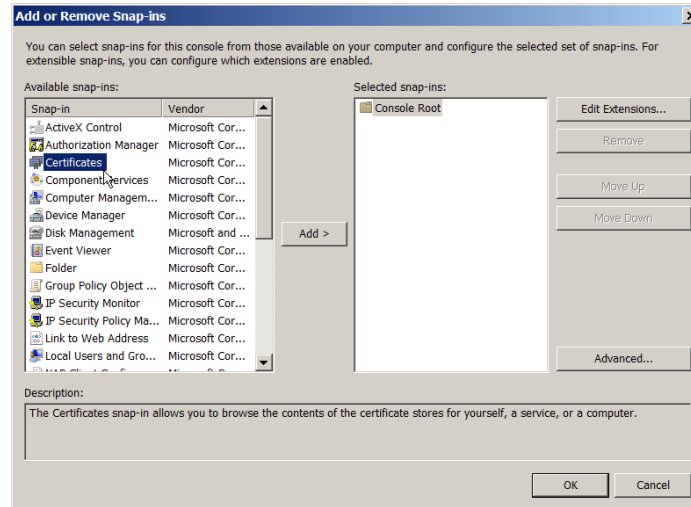 Add or Remove Snap-ins
You can select snap-ins for this console from those available on your computer and configure the selected set of snap-ins. For
extensible snap-ins, you can configure which extensions are enabled.
Available snap-ins:
Selected snap-ins:
Snap-in Vendor
ActiveX Control Microsoft Cor...
Authorization Manager Microsoft Cor...
Certificates Microsoft Cor...
Component Services Microsoft Cor...
Computer Managem... Microsoft Cor...
Device Manager Microsoft Cor...
Disk Management Microsoft and ...
Event Viewer Microsoft Cor...
Folder Microsoft Cor...
Group Policy Object ... Microsoft Cor...
IP Security Monitor Microsoft Cor...
IP Security Policy Ma... Microsoft Cor...
Link to Web Address Microsoft Cor...
Local Users and Gro... Microsoft Cor...
Add >
Console Root
Edit Extensions...
Remove
Move Up
Move Down
Advanced...
Description:
The Certificates snap-in allows you to browse the contents of the certificate stores for yourself, a service, or a computer.
OK
Cancel